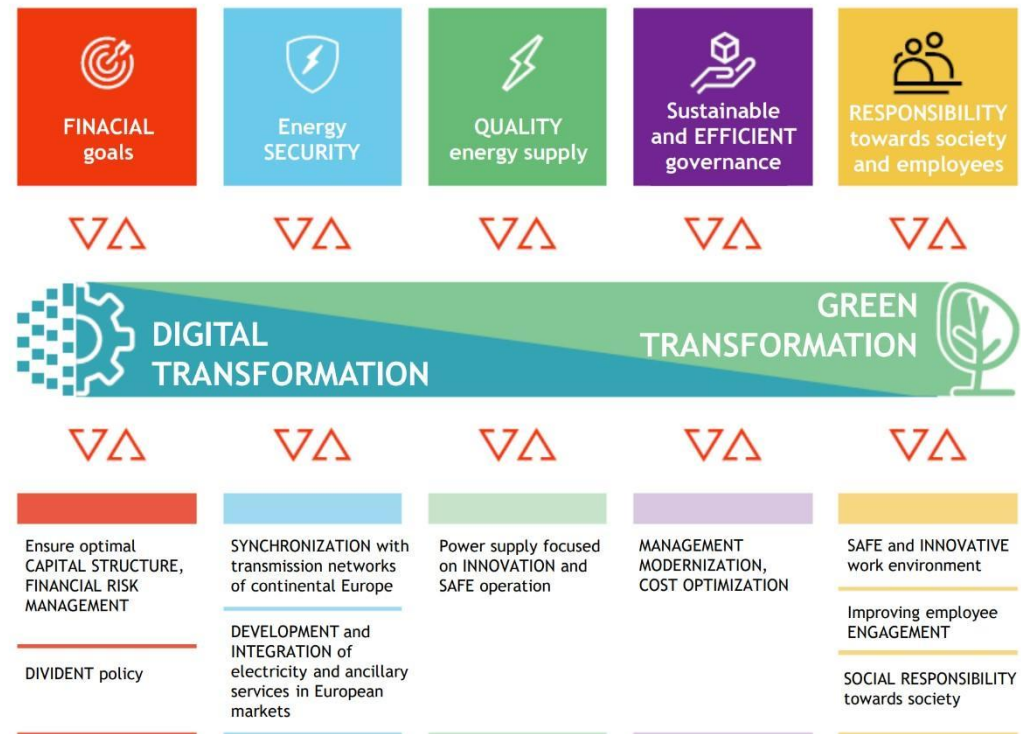 FINACIAL
goals
Energy
SECURITY
QUALITY
energy supply
Sustainable
and EFFICIENT
governance
RESPONSIBILITY
towards society
and employees
DIGITAL
TRANSFORMATION
GREEN
TRANSFORMATION
Ensure optimal
CAPITAL STRUCTURE,
FINANCIAL RISK
MANAGEMENT
DIVIDENT policy
SYNCHRONIZATION with
transmission networks
of continental Europe
DEVELOPMENT and
INTEGRATION of
electricity and ancillary
services in European
markets
Power supply focused
on INNOVATION and
SAFE operation
MANAGEMENT
MODERNIZATION,
COST OPTIMIZATION
SAFE and INNOVATIVE
work environment
Improving employee
ENGAGEMENT
SOCIAL RESPONSIBILITY
towards society